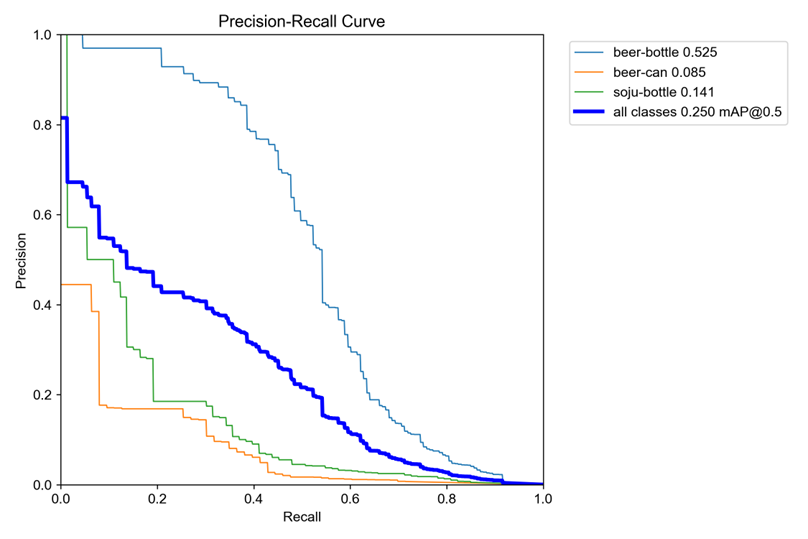 Precision-Recall Curve
beer-bottle 0.525
beer-can 0.085
soju-bottle 0.141
all classes 0.250 mAP@0.5
Precision
1.0
0.8
0.6
0.4
0.2
0.0
0.0 0.2 0.4 0.6 0.8 1.0
Recall